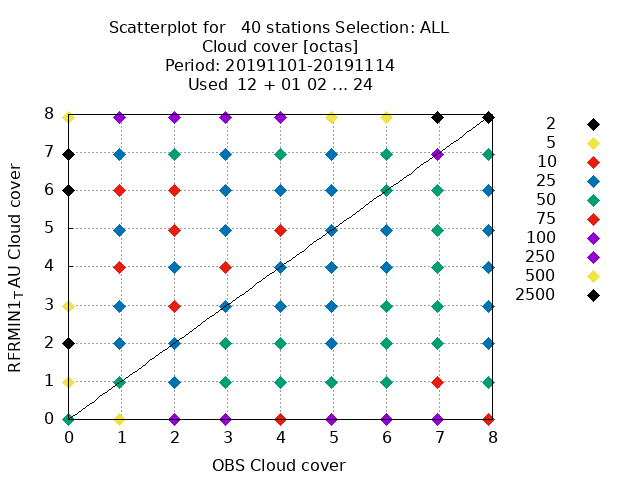 Scatterplot for   40 stations Selection: ALL
Cloud cover [octas]
Period: 20191101-20191114
Used  12 + 01 02 ... 24
8
7
6
5
4
3
2
1
0
RFRMIN1TAU Cloud cover
0 1 2 3 4 5 6 7 8
OBS Cloud cover
2
5
10
25
50
75
100
250
500
2500